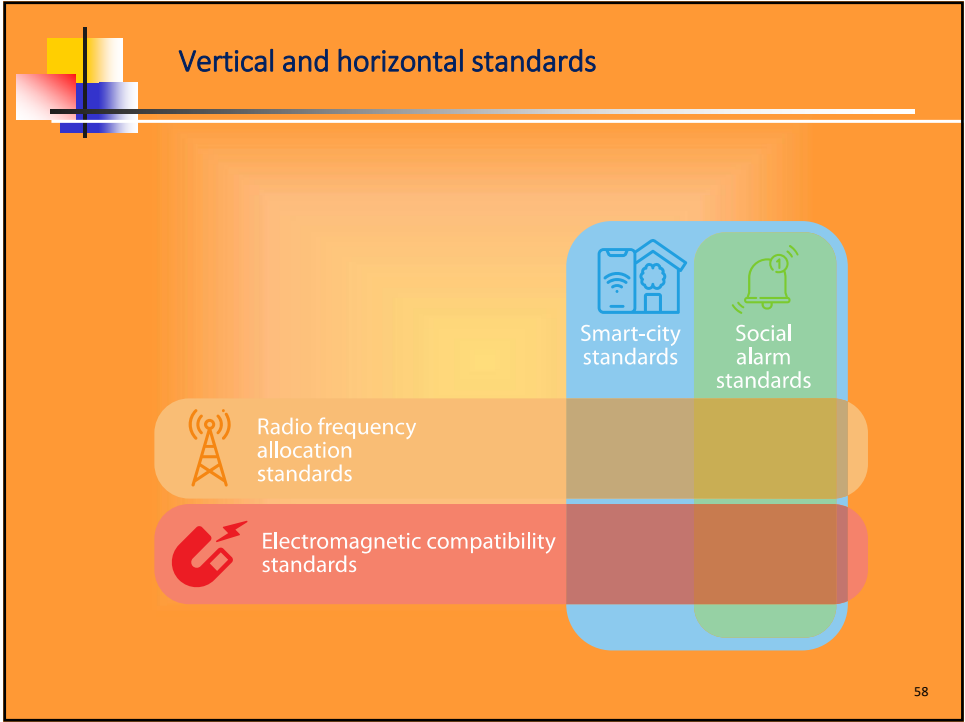 Vertical and horizontal standards
Smart-city
standards
Social
alarm
standards
Radio frequency
allocation
standards
Electromagnetic compatibility
standards
58